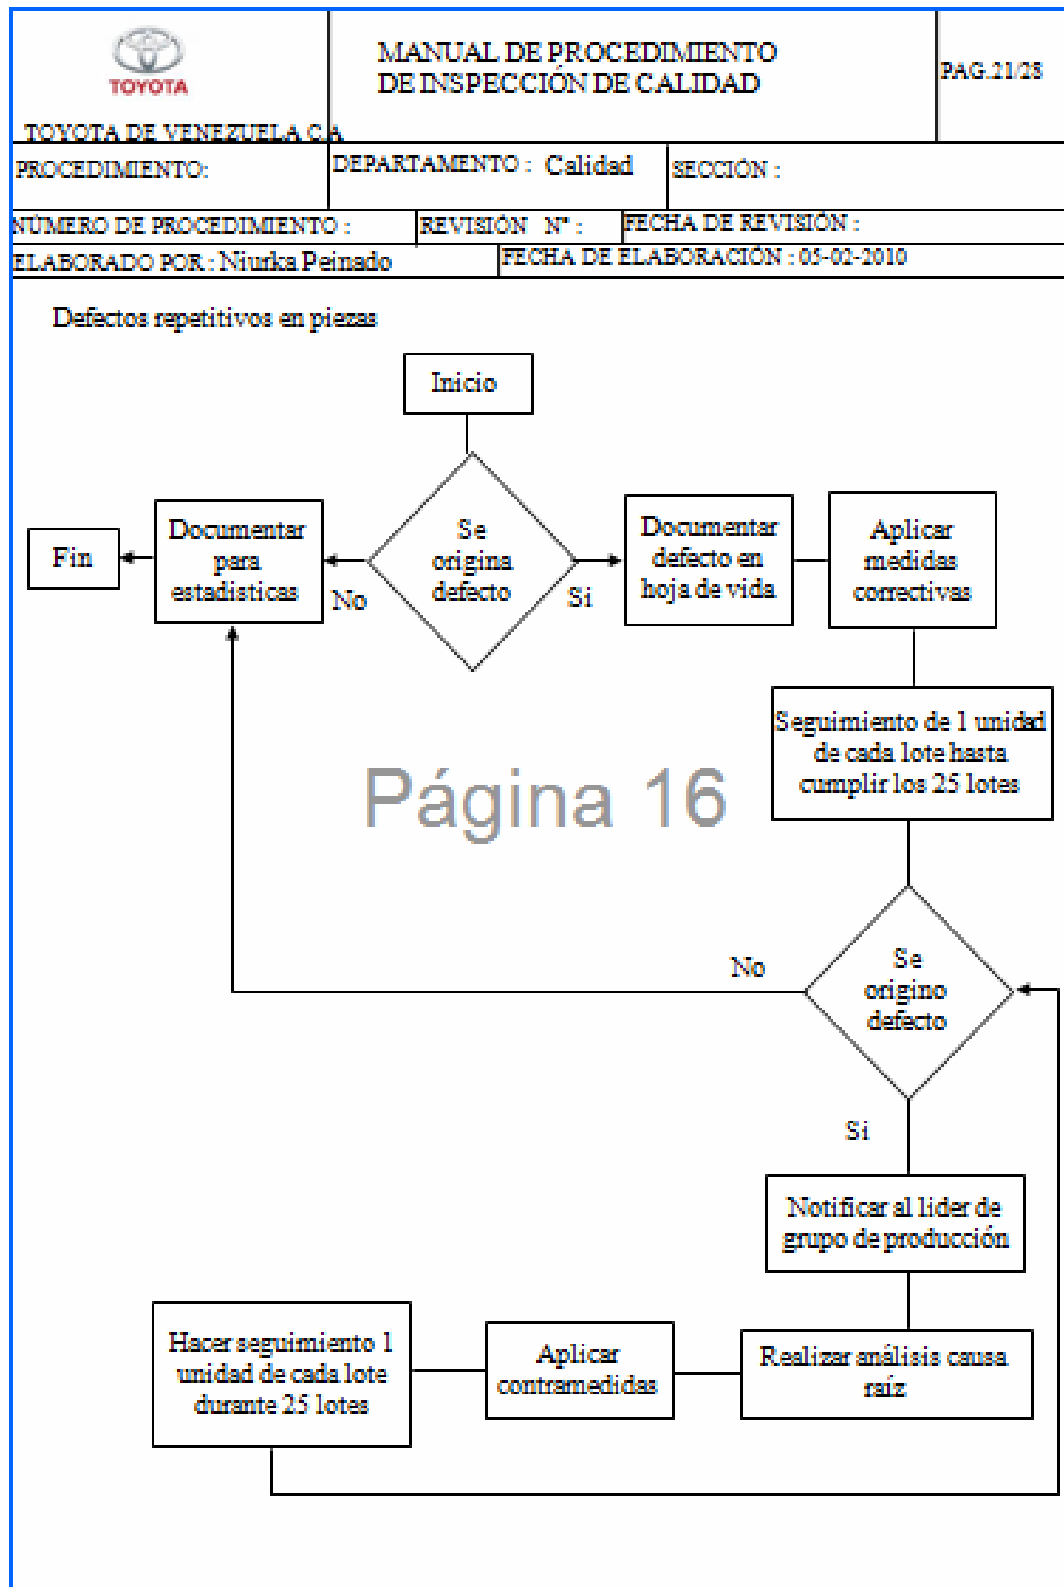 TOYOTA
TOYOTA DE VENEZUELA C.A
MANUAL DE PROCEDIMIENTO
DE INSPECCIÓN DE CALIDAD
PAG.21/28
PROCEDIMIENTO:
DEPARTAMENTO : Calidad
SECCIÓN :
NÚMERO DE PROCEDIMIENTO :
REVISIÓN Nº :
FECHA DE REVISIÓN :
ELABORADO POR : Niurka Peinado
FECHA DE ELABORACIÓN : 05-02-2010
Defectos repetitivos en piezas
Inicio
Se
origina
defecto
No
Si
Documentar
para
estadisticas
Fin
Documentar
defecto en
hoja de vida
Aplicar
medidas
correctivas
Seguimiento de 1 unidad
de cada lote hasta
cumplir los 25 lotes
Página 16
Se
origino
defecto
No
Si
Notificar al lider de
grupo de producción
Realizar análisis causa
raíz
Aplicar
contramedidas
Hacer seguimiento 1
unidad de cada lote
durante 25 lotes